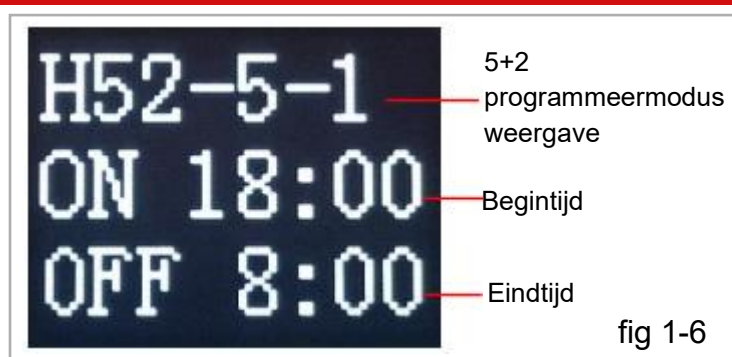 H52-5-1
5+2
programmeermodus
weergave
ON 18:00
Begintijd
OFF 8:00
Eindtijd
fig 1-6